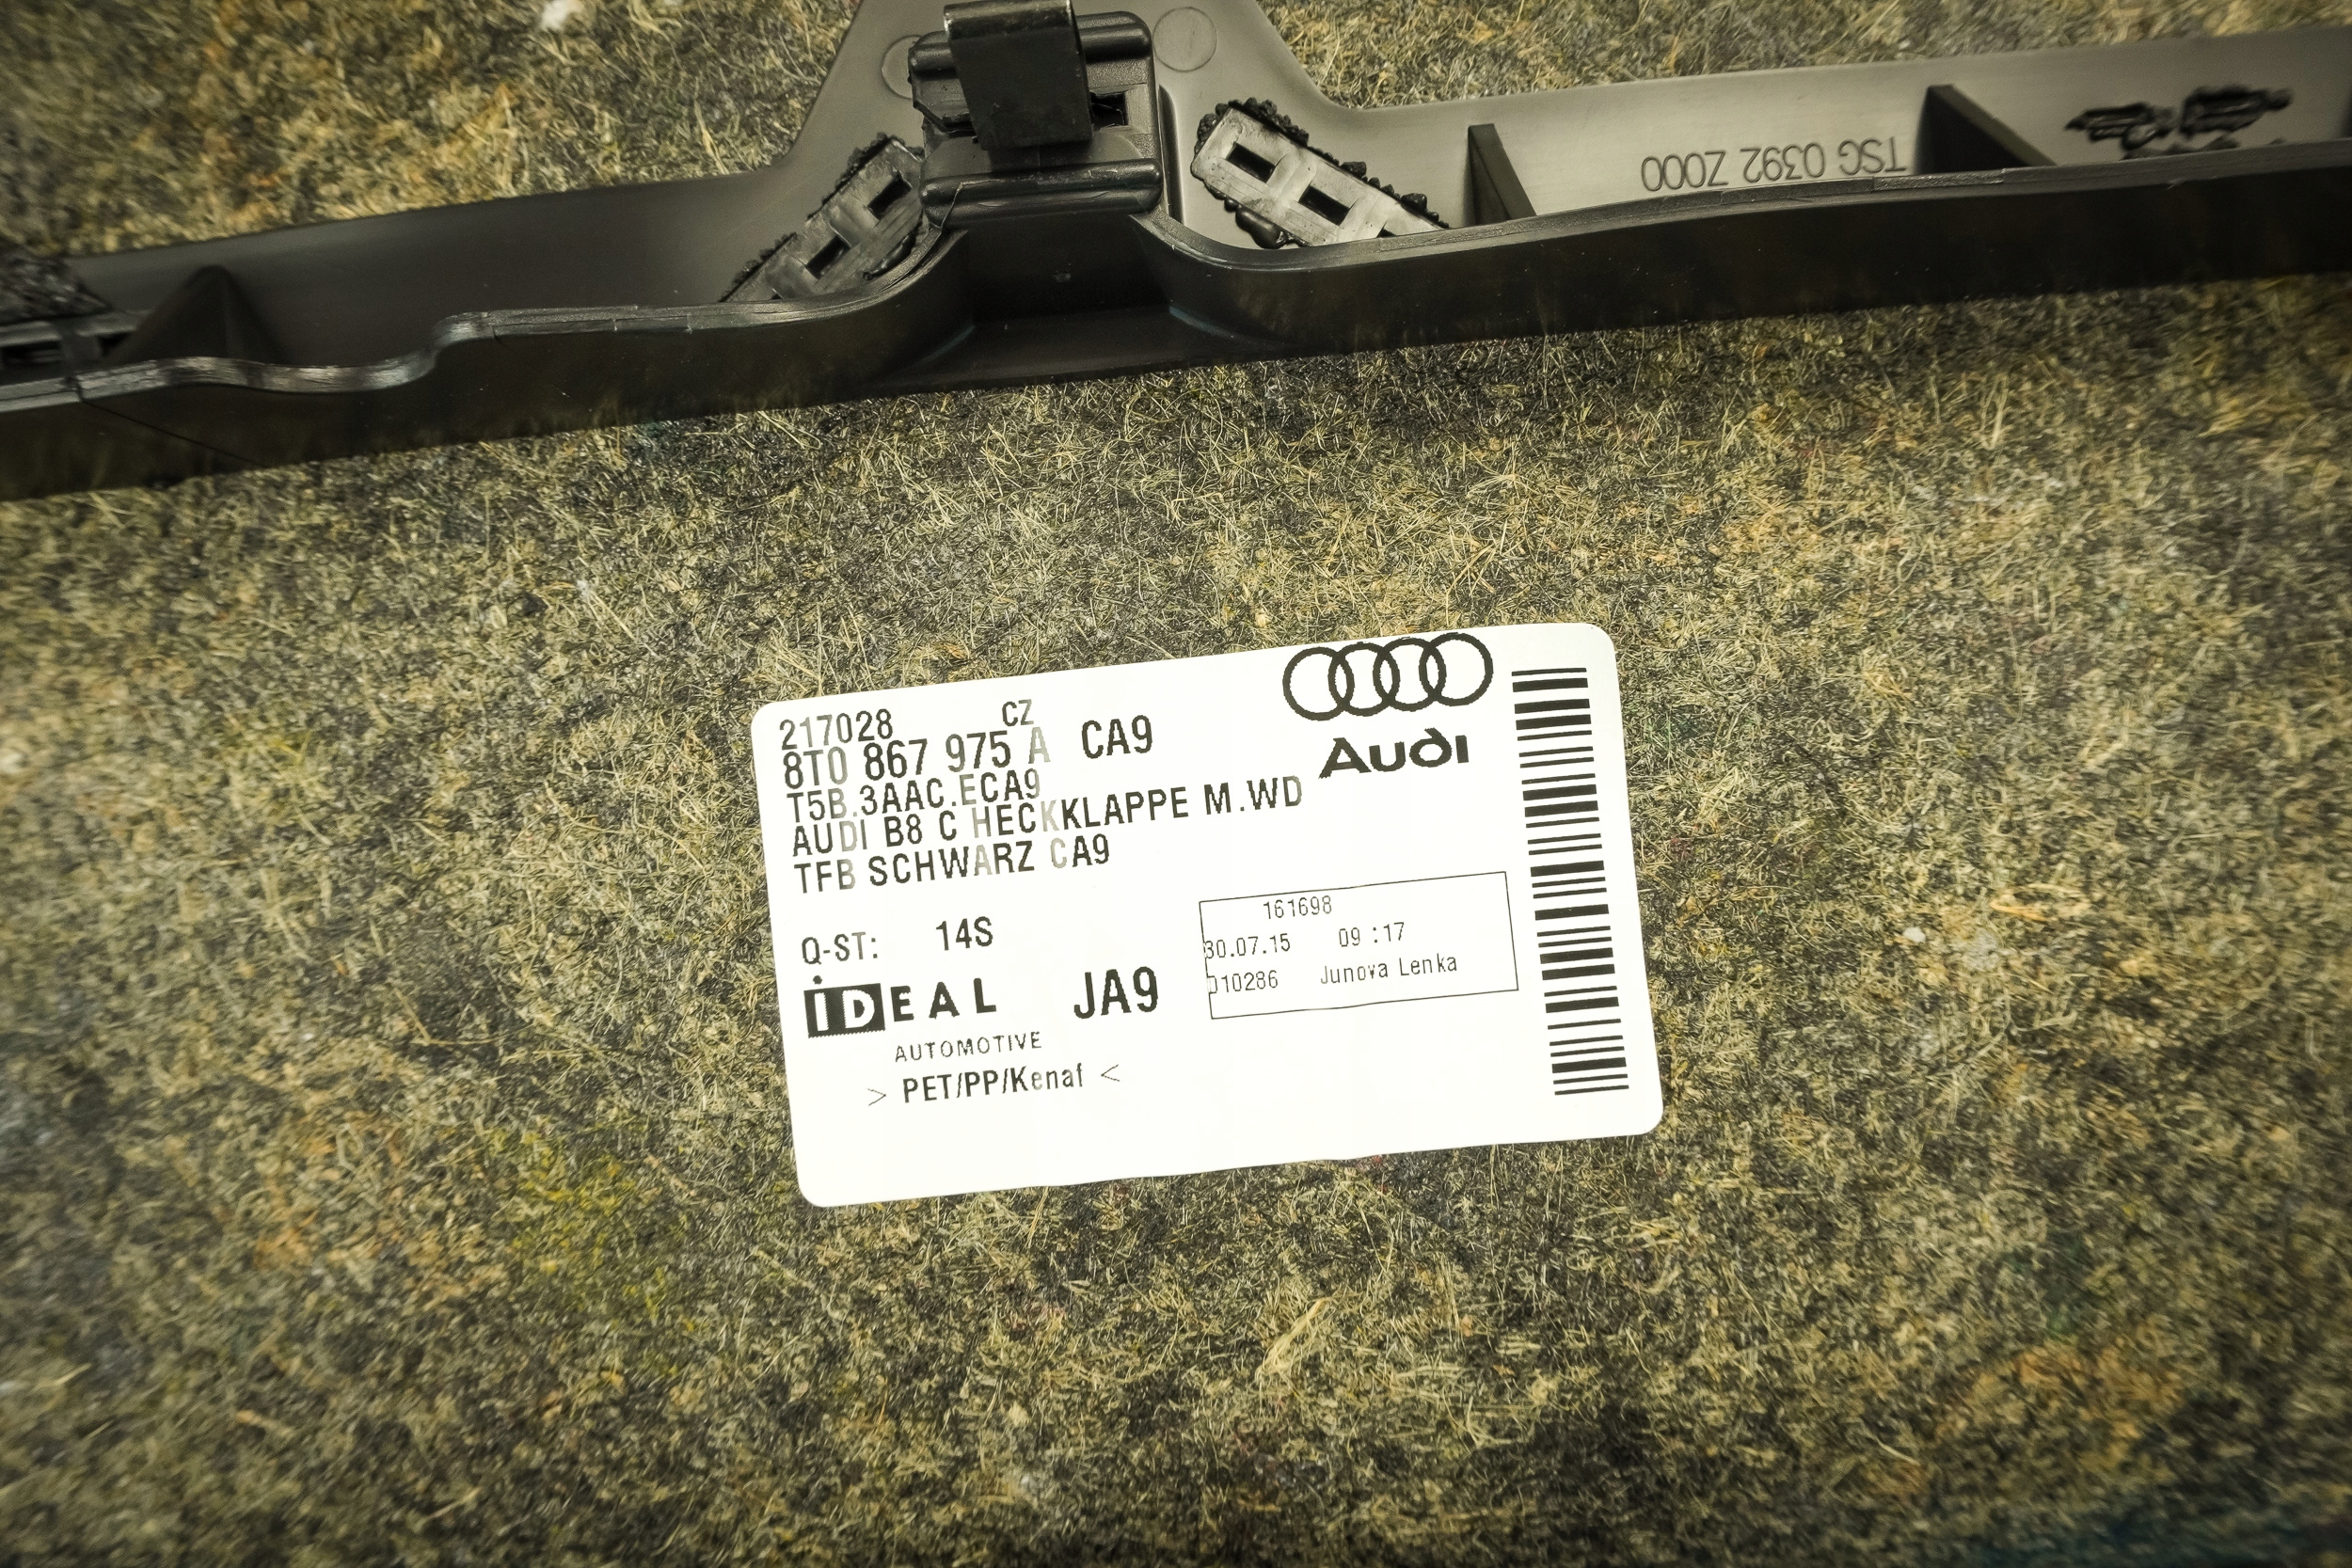 TSG 0392 Z000
217028 CZ
8T0 867 975 A CA9
T5B.3AAC.ECA9
AUDI B8 C HECKKLAPPE M.WD
TFB SCHWARZ CA9
Audi
Q-ST: 14S
161698
30.07.15 09 :17
D10286 Junova Lenka
iDEAL JA9
AUTOMOTIVE
> PET/PP/Kenaf <